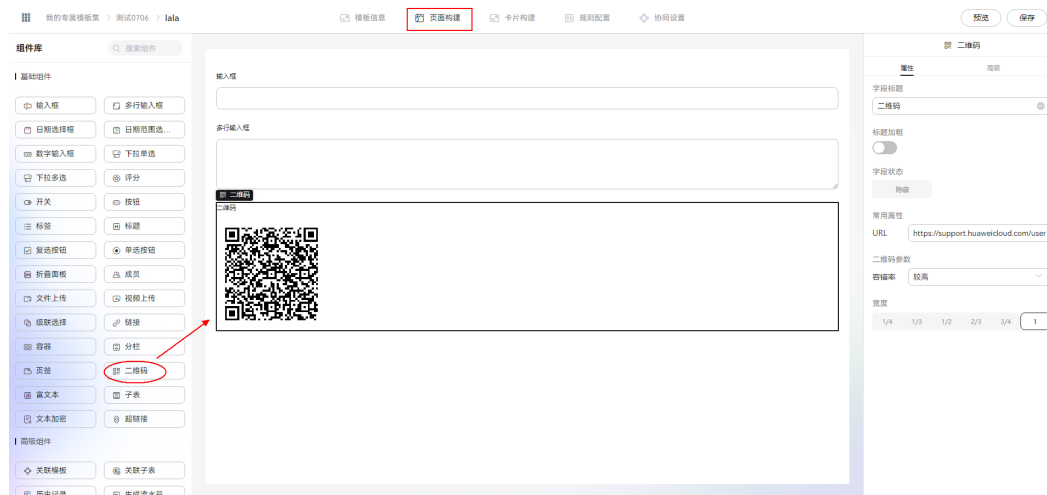 我的专属模板集 > 测试0706 > lala
模板信息
页面构建
卡片构建
规则配置
协同设置
预览
保存
组件库
搜索组件
基础组件
输入框
多行输入框
日期选择框
日期范围选...
数字输入框
下拉单选
下拉多选
评分
开关
按钮
标签
标题
复选按钮
单选按钮
折叠面板
成员
文件上传
视频上传
级联选择
链接
容器
分栏
页签
二维码
富文本
子表
文本加密
超链接
高级组件
关联模板
关联子表
历史记录
生成流水号
输入框
多行输入框
二维码
二维码
二维码
属性
高级
字段标题
二维码
标题加粗
字段状态
隐藏
常用属性
URL
https://support.huaweicloud.com/user
二维码参数
容错率
较高
宽度
1/4 1/3 1/2 2/3 3/4 1